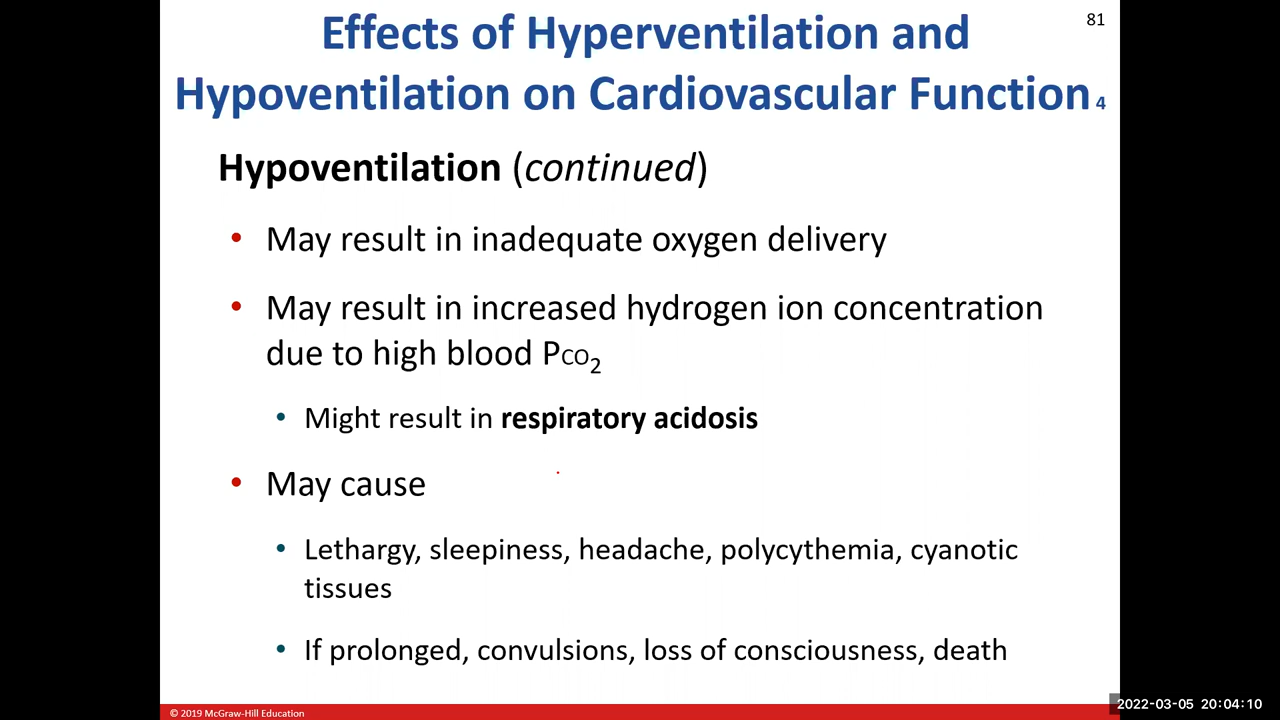 81
Effects of Hyperventilation and
Hypoventilation on Cardiovascular Function 4
Hypoventilation (continued)
• May result in inadequate oxygen delivery
• May result in increased hydrogen ion concentration
due to high blood PCO2
• Might result in respiratory acidosis
• May cause
• Lethargy, sleepiness, headache, polycythemia, cyanotic
tissues
• If prolonged, convulsions, loss of consciousness, death
© 2019 McGraw-Hill Education
2022-03-05 20:04:10